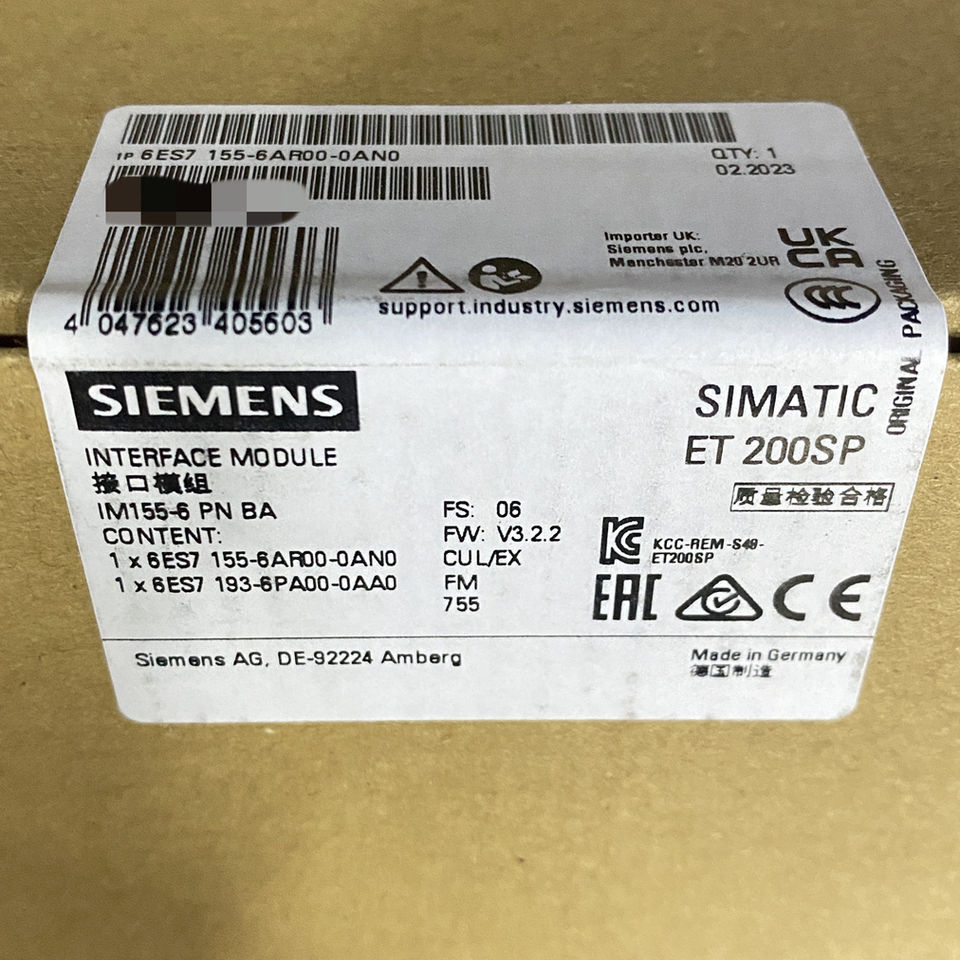 1P 6ES7 155-6AR00-0AN0
QTY: 1
02.2023
Importer UK:
Siemens plc,
Manchester M20 2UR
UK
CA
CCC
support.industry.siemens.com
4 047623 405603
ORIGINAL PACKAGING
SIEMENS
SIMATIC
ET 200SP
INTERFACE MODULE
接口模组
质量检验合格
IM155-6 PN BA
FS: 06
CONTENT:
FW: V3.2.2
1 x 6ES7 155-6AR00-0AN0
CUL/EX
1 x 6ES7 193-6PA00-0AA0
FM
755
KC
KCC-REM-S49-
ET200SP
EAC
CE
Siemens AG, DE-92224 Amberg
Made in Germany
德国制造